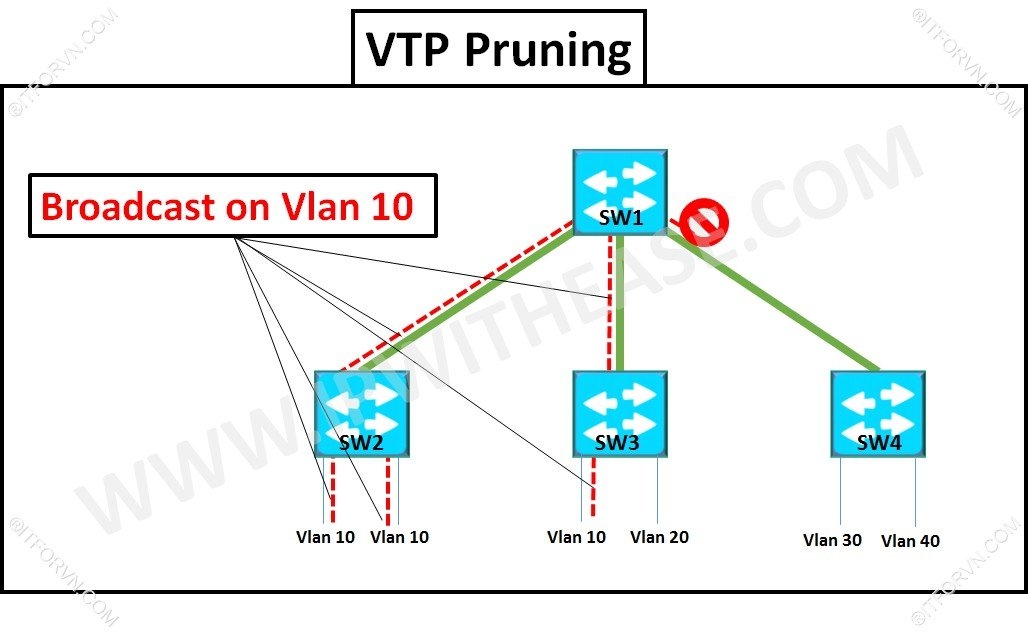 ®ITFORVN.COM
®ITFORVN.COM
VTP Pruning
Broadcast on Vlan 10
SW1
WWW.IPWITHEASE.COM
SW2
SW3
SW4
Vlan 10
Vlan 10
Vlan 10
Vlan 20
Vlan 30
Vlan 40
®ITFORVN.COM
®ITFORVN.COM